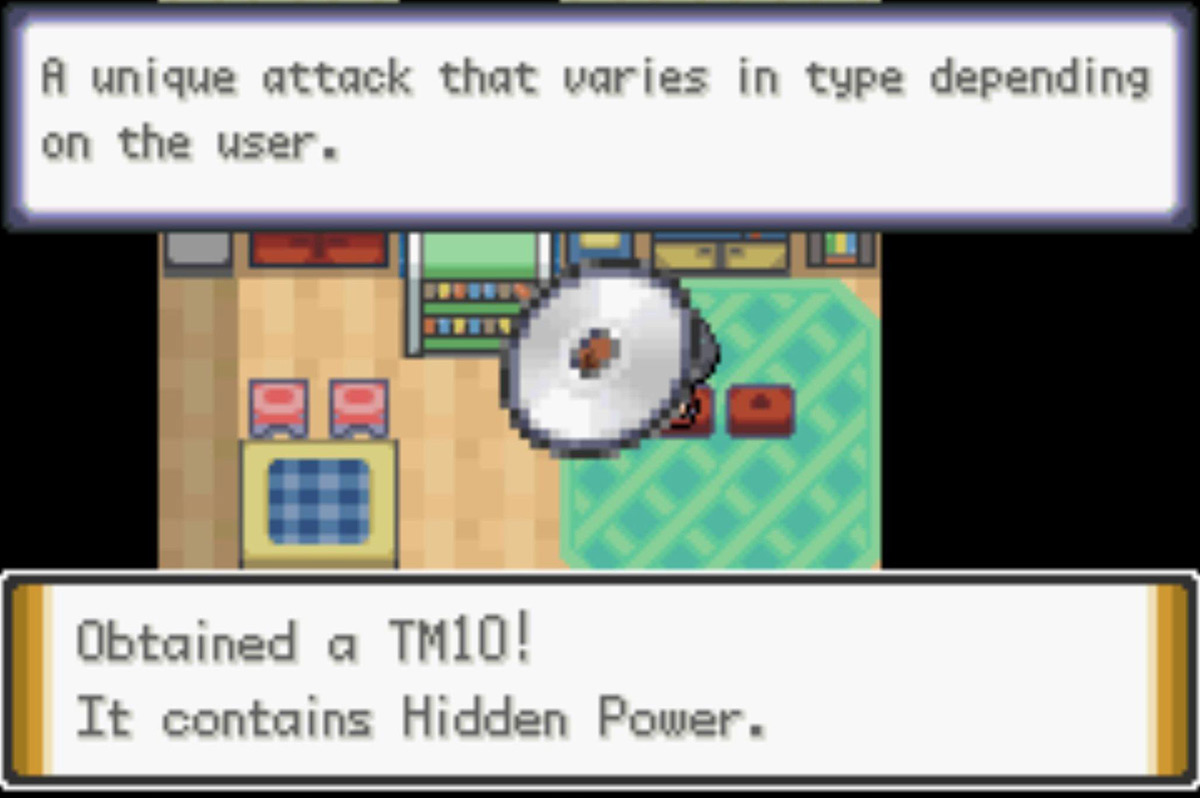 A unique attack that varies in type depending
on the user.
Obtained a TM10!
It contains Hidden Power.